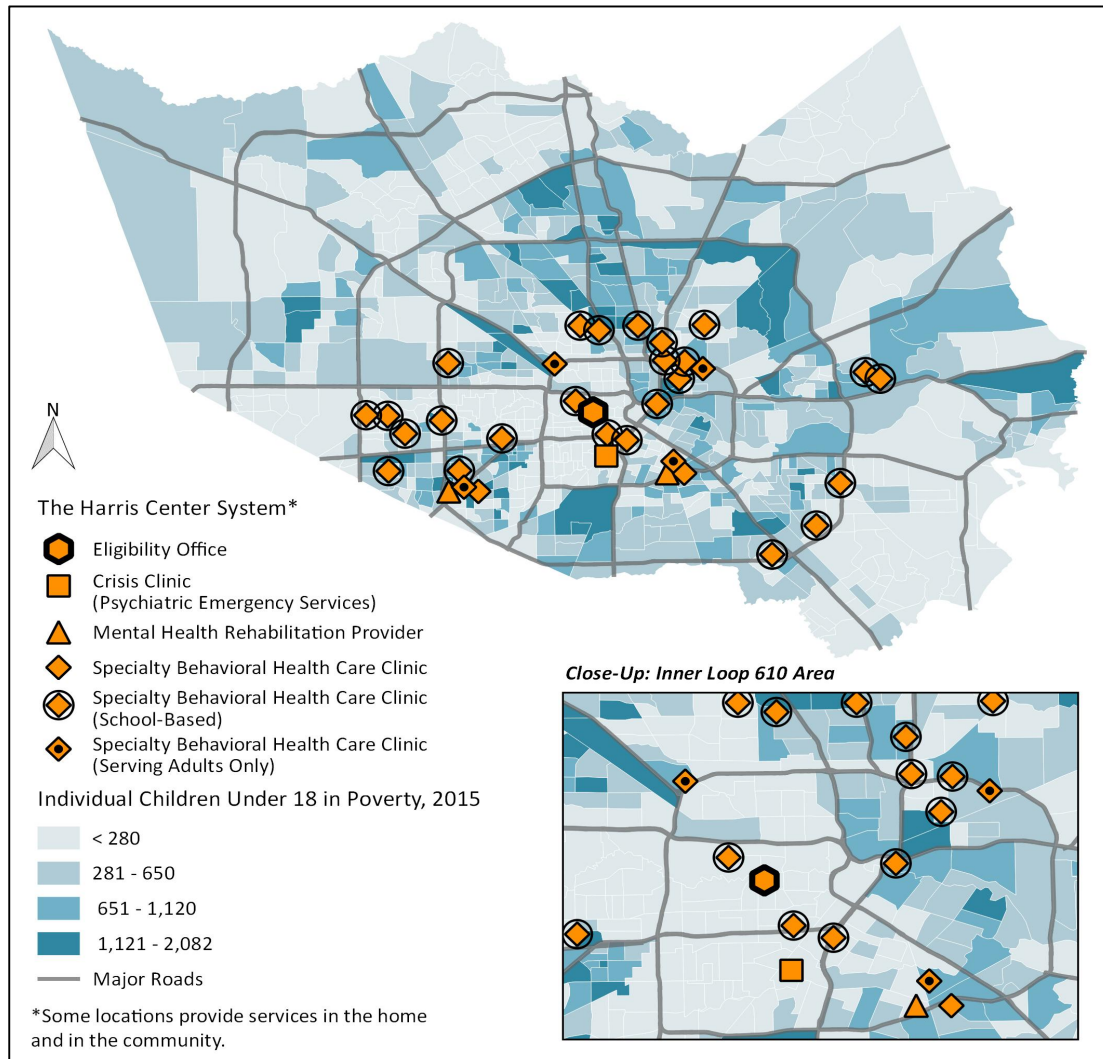 N
The Harris Center System*
Eligibility Office
Crisis Clinic
(Psychiatric Emergency Services)
Mental Health Rehabilitation Provider
Specialty Behavioral Health Care Clinic
Specialty Behavioral Health Care Clinic
(School-Based)
Specialty Behavioral Health Care Clinic
(Serving Adults Only)
Individual Children Under 18 in Poverty, 2015
< 280
281 - 650
651 - 1,120
1,121 - 2,082
Major Roads
*Some locations provide services in the home
and in the community.
Close-Up: Inner Loop 610 Area